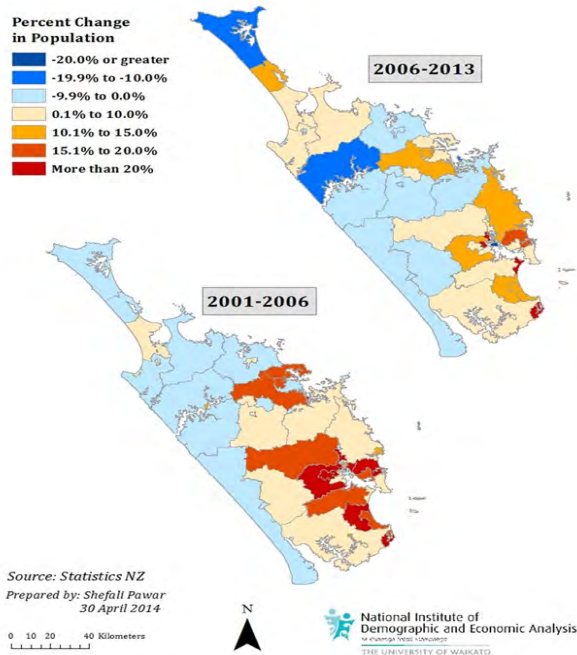 Percent Change
in Population
-20.0% or greater
-19.9% to -10.0%
-9.9% to 0.0%
0.1% to 10.0%
10.1% to 15.0%
15.1% to 20.0%
More than 20%
2006-2013
2001-2006
Source: Statistics NZ
Prepared by: Shefali Pawar
30 April 2014
0 10 20 40 Kilometers
N
National Institute of
Demographic and Economic Analysis
THE UNIVERSITY OF WAIKATO